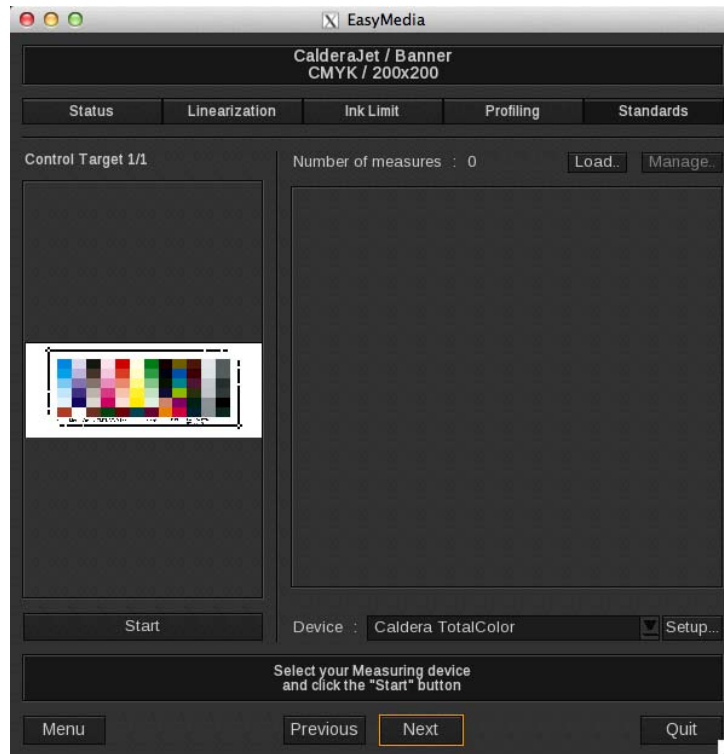 EasyMedia
CalderaJet / Banner
CMYK / 200x200
Status Linearization Ink Limit Profiling Standards
Control Target 1/1
Number of measures : 0 Load.. Manage..
Start
Device : Caldera TotalColor Setup...
Select your Measuring device
and click the "Start" button
Menu Previous Next Quit